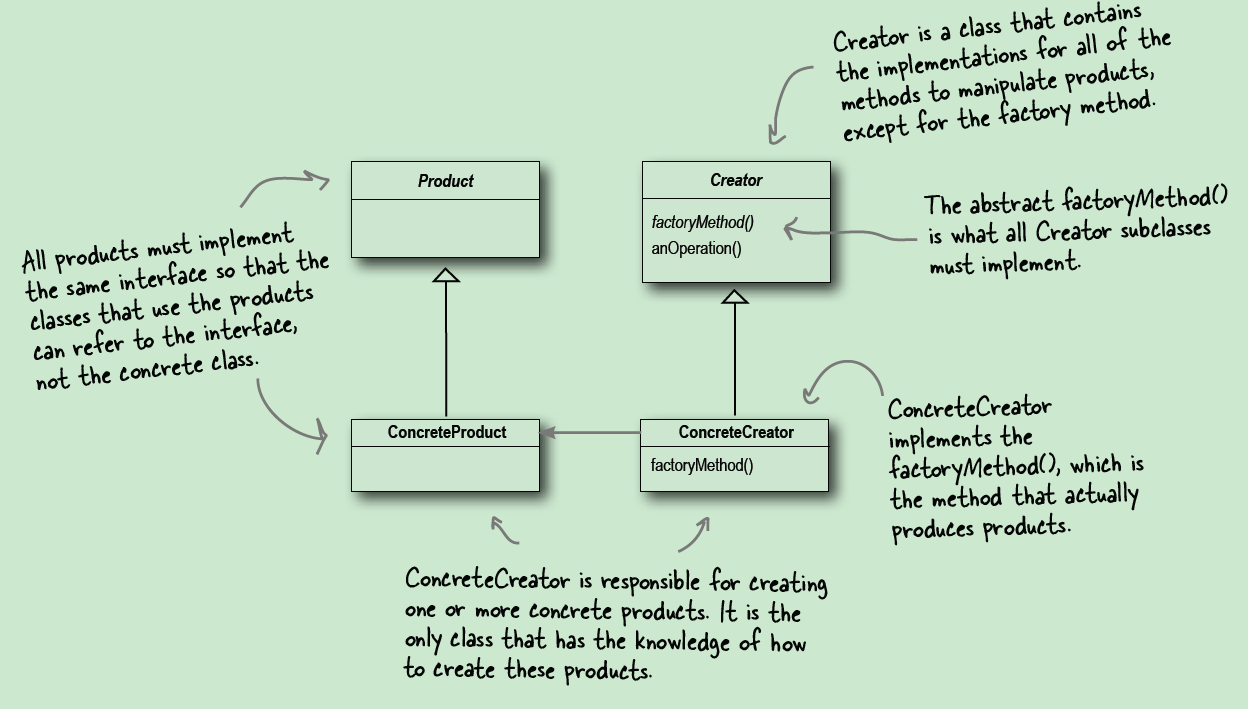 Creator is a class that contains
the implementations for all of the
methods to manipulate products,
except for the factory method.
Product
Creator
factoryMethod()
anOperation()
The abstract factoryMethod()
is what all Creator subclasses
must implement.
All products must implement
the same interface so that the
classes that use the products
can refer to the interface,
not the concrete class.
ConcreteProduct
ConcreteCreator
factoryMethod()
ConcreteCreator
implements the
factoryMethod(), which is
the method that actually
produces products.
ConcreteCreator is responsible for creating
one or more concrete products. It is the
only class that has the knowledge of how
to create these products.